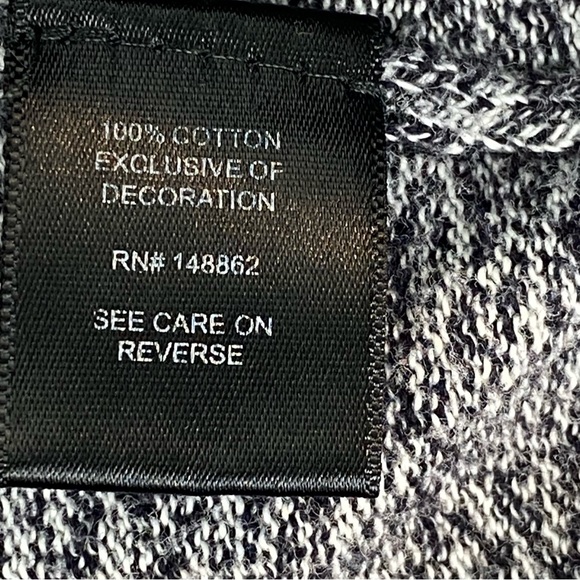 100% COTTON
EXCLUSIVE OF
DECORATION
RN# 148862
SEE CARE ON
REVERSE